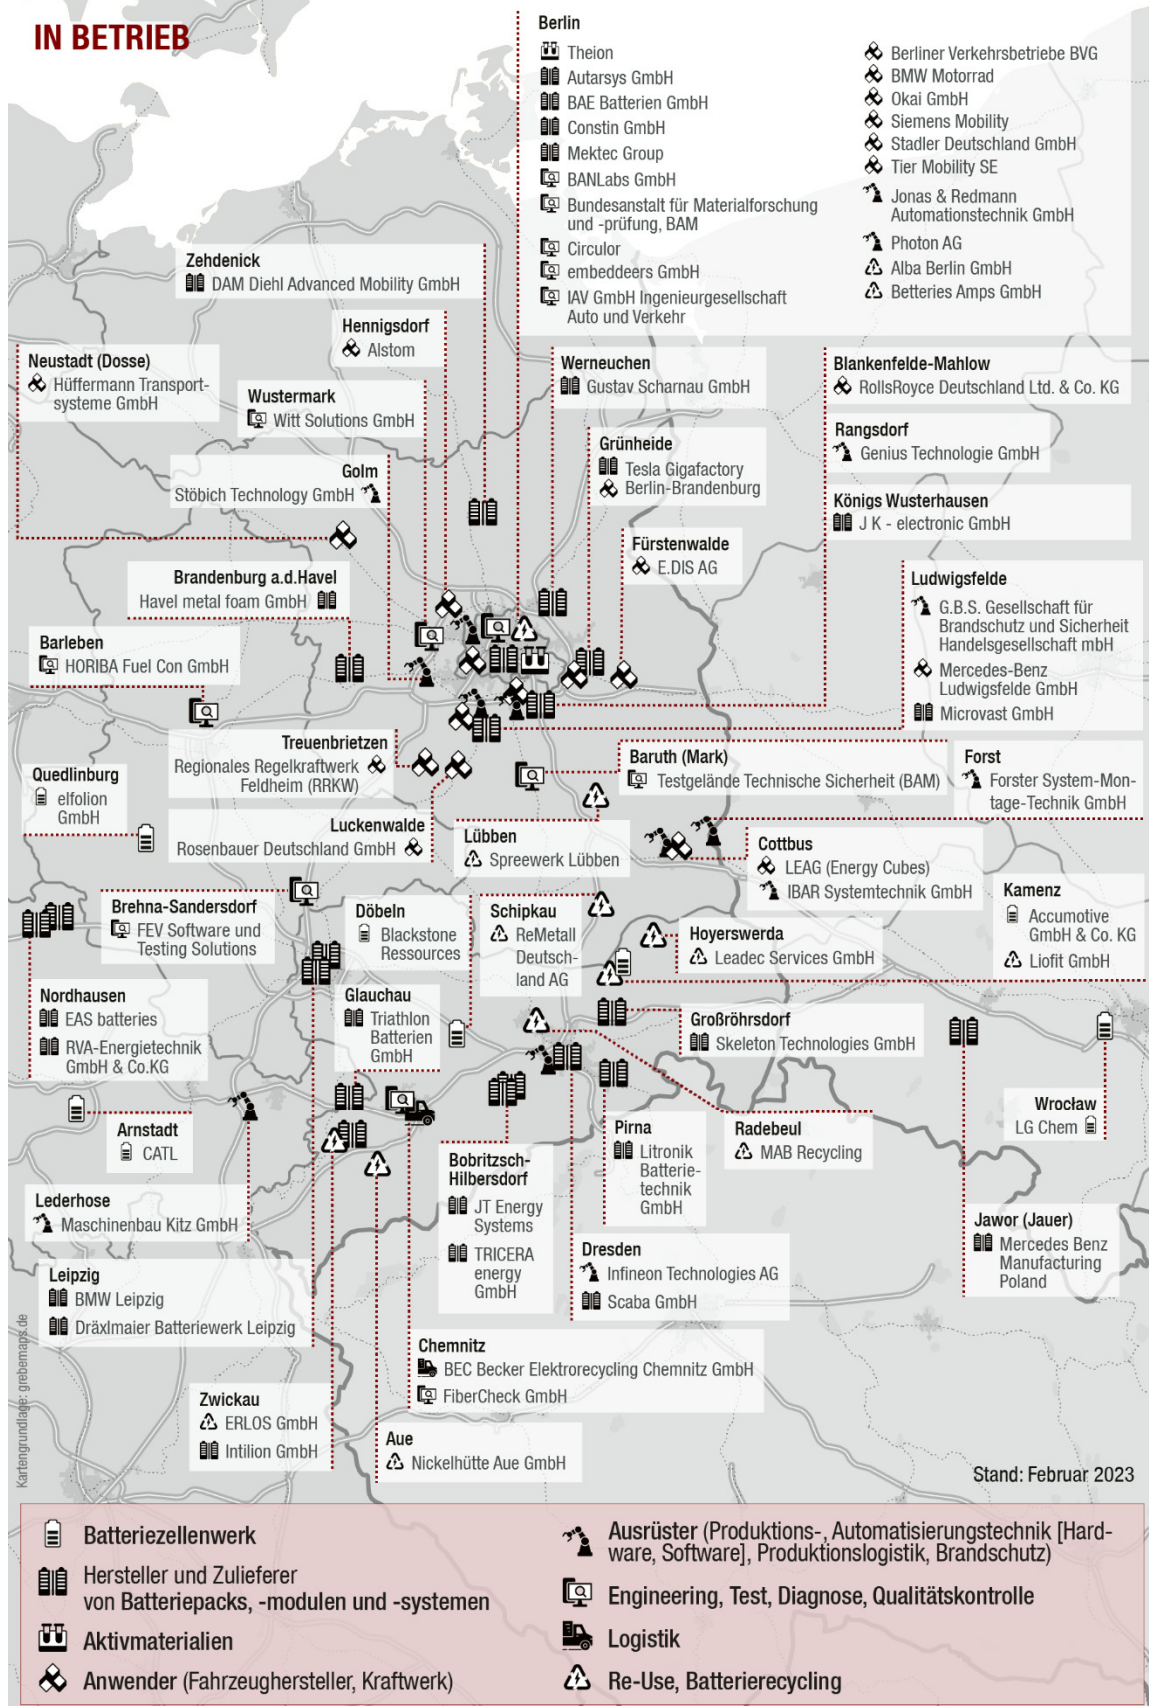 IN BETRIEB
Berlin
Theion
Autarsys GmbH
BAE Batterien GmbH
Constin GmbH
Mektec Group
BANLabs GmbH
Bundesanstalt für Materialforschung
und -prüfung, BAM
Circulor
embeddeers GmbH
IAV GmbH Ingenieurgesellschaft
Auto und Verkehr
Berliner Verkehrsbetriebe BVG
BMW Motorrad
Okai GmbH
Siemens Mobility
Stadler Deutschland GmbH
Tier Mobility SE
Jonas & Redmann
Automationstechnik GmbH
Photon AG
Alba Berlin GmbH
Betteries Amps GmbH
Zehdenick
DAM Diehl Advanced Mobility GmbH
Hennigsdorf
Alstom
Neustadt (Dosse)
Hüffermann Transport-
systeme GmbH
Wustermark
Witt Solutions GmbH
Golm
Stöbich Technology GmbH
Werneuchen
Gustav Scharnau GmbH
Grünheide
Tesla Gigafactory
Berlin-Brandenburg
Fürstenwalde
E.DIS AG
Blankenfelde-Mahlow
RollsRoyce Deutschland Ltd. & Co. KG
Rangsdorf
Genius Technologie GmbH
Königs Wusterhausen
J K - electronic GmbH
Ludwigsfelde
G.B.S. Gesellschaft für
Brandschutz und Sicherheit
Handelsgesellschaft mbH
Mercedes-Benz
Ludwigsfelde GmbH
Microvast GmbH
Brandenburg a.d.Havel
Havel metal foam GmbH
Barleben
HORIBA Fuel Con GmbH
Treuenbrietzen
Regionales Regelkraftwerk
Feldheim (RRKW)
Quedlinburg
elfolion
GmbH
Luckenwalde
Rosenbauer Deutschland GmbH
Baruth (Mark)
Testgelände Technische Sicherheit (BAM)
Forst
Forster System-Mon-
tage-Technik GmbH
Lübben
Spreewerk Lübben
Cottbus
LEAG (Energy Cubes)
IBAR Systemtechnik GmbH
Brehna-Sandersdorf
FEV Software und
Testing Solutions
Döbeln
Blackstone
Ressources
Schipkau
ReMetall
Deutsch-
land AG
Hoyerswerda
Leadec Services GmbH
Kamenz
Accumotive
GmbH & Co. KG
Liofit GmbH
Nordhausen
EAS batteries
RVA-Energietechnik
GmbH & Co.KG
Glauchau
Triathlon
Batterien
GmbH
Großröhrsdorf
Skeleton Technologies GmbH
Arnstadt
CATL
Wrocław
LG Chem
Pirna
Litronik
Batterie-
technik
GmbH
Radebeul
MAB Recycling
Bobritzsch-
Hilbersdorf
JT Energy
Systems
TRICERA
energy
GmbH
Lederhose
Maschinenbau Kitz GmbH
Jawor (Jauer)
Mercedes Benz
Manufacturing
Poland
Dresden
Infineon Technologies AG
Scaba GmbH
Leipzig
BMW Leipzig
Dräxlmaier Batteriewerk Leipzig
Chemnitz
BEC Becker Elektrorecycling Chemnitz GmbH
FiberCheck GmbH
Zwickau
ERLOS GmbH
Intilion GmbH
Aue
Nickelhütte Aue GmbH
Kartengrundlage: grebemaps.de
Stand: Februar 2023
Batteriezellenwerk
Hersteller und Zulieferer
von Batteriepacks, -modulen und -systemen
Aktivmaterialien
Anwender (Fahrzeughersteller, Kraftwerk)
Ausrüster (Produktions-, Automatisierungstechnik [Hard-
ware, Software], Produktionslogistik, Brandschutz)
Engineering, Test, Diagnose, Qualitätskontrolle
Logistik
Re-Use, Batterierecycling